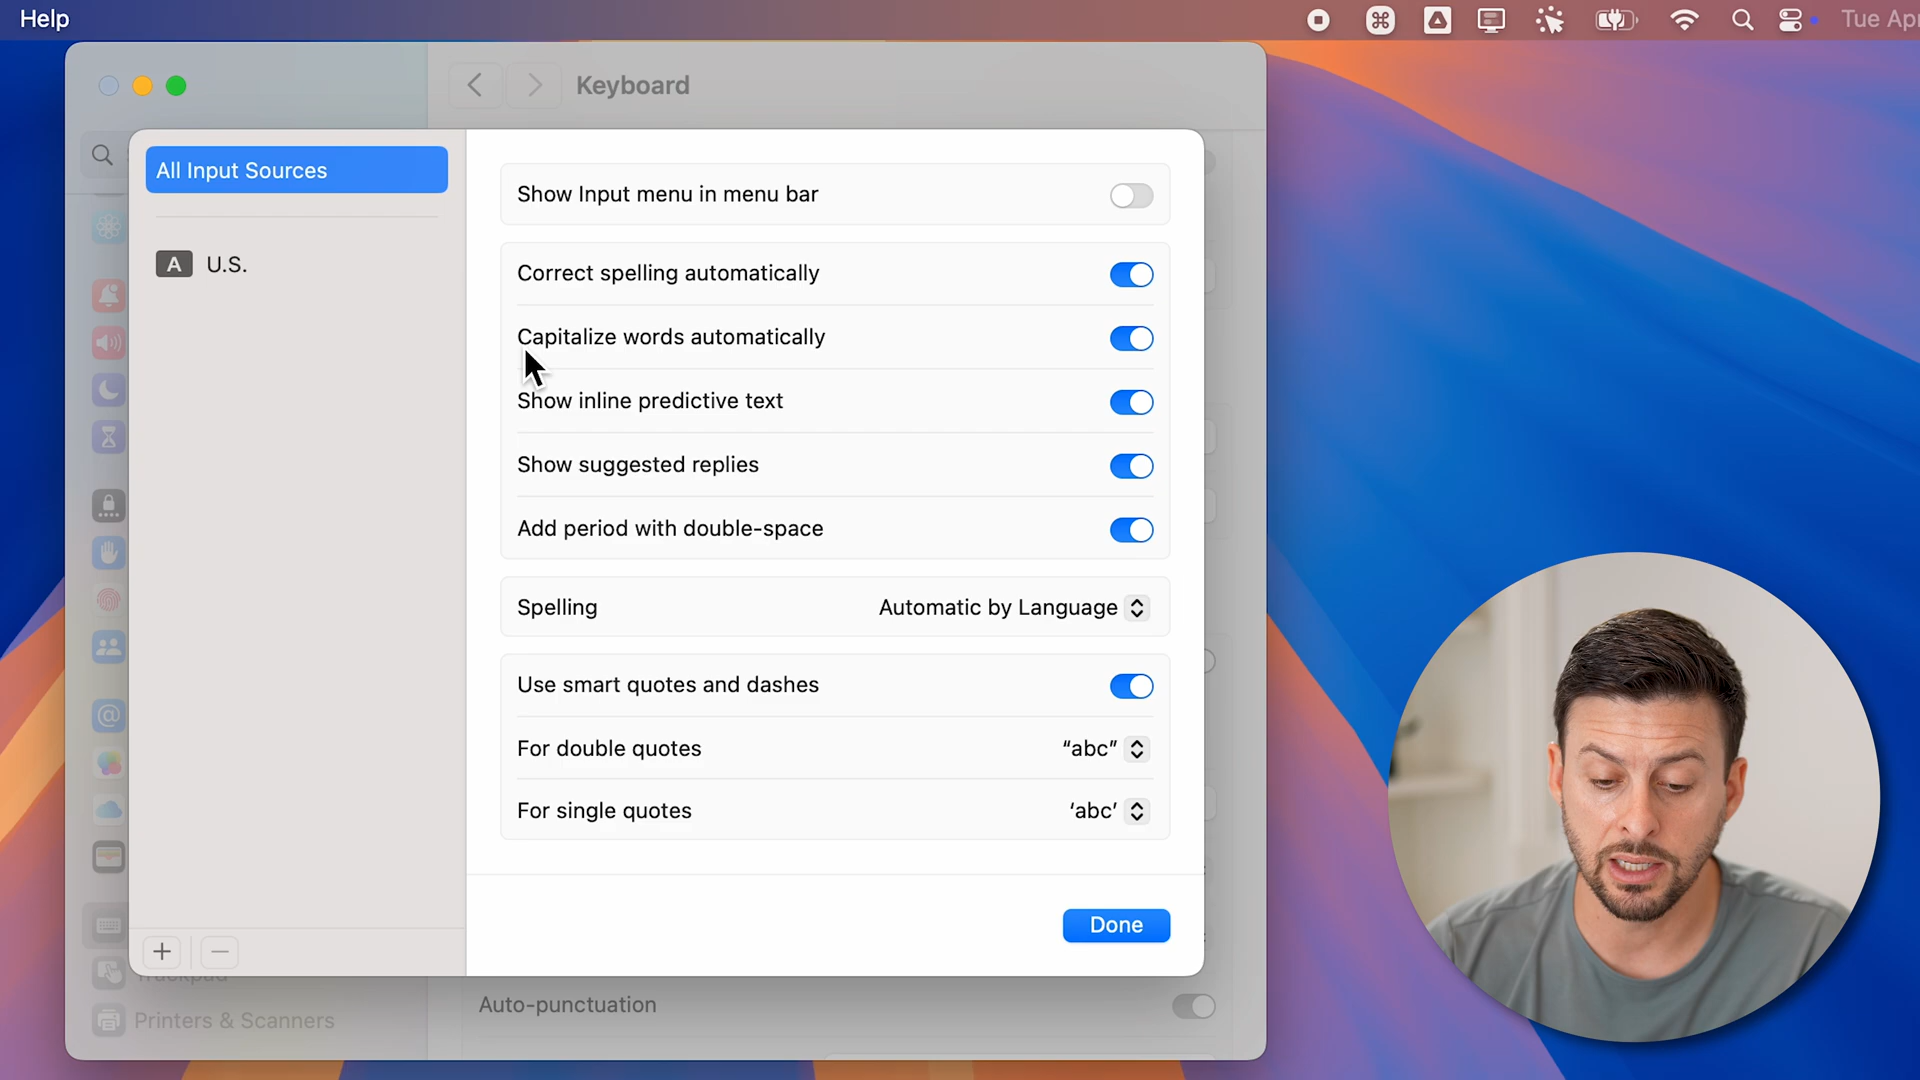 Help
Tue Apr
Keyboard
All Input Sources
A U.S.
Show Input menu in menu bar
Correct spelling automatically
Capitalize words automatically
Show inline predictive text
Show suggested replies
Add period with double-space
Spelling Automatic by Language
Use smart quotes and dashes
For double quotes “abc”
For single quotes ‘abc’
Done
Trackpad
Auto-punctuation
Printers & Scanners